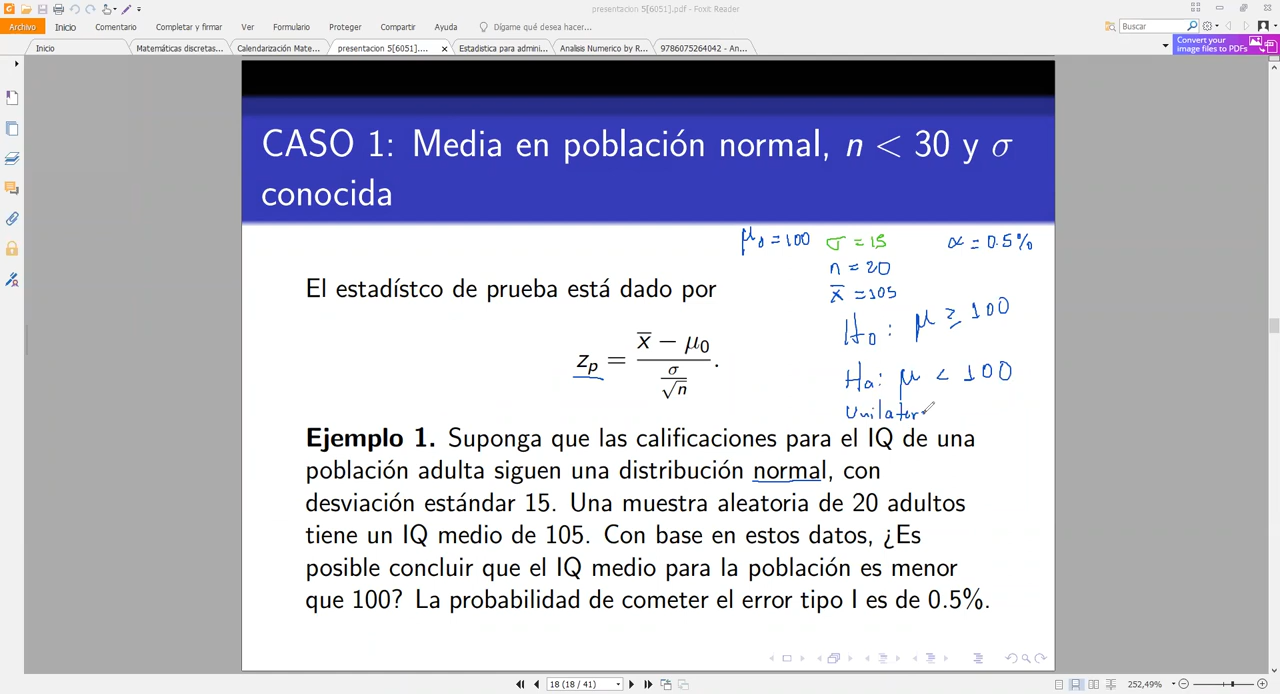 presentacion 5[6051].pdf - Foxit Reader
Archivo Inicio Comentario Completar y firmar Ver Formulario Proteger Compartir Ayuda Dígame qué desea hacer... Buscar
Inicio Matemáticas discretas... Calendarización Mate... presentacion 5[6051]... Estadistica para admini... Analisis Numerico by R... 9786075264042 - An...
Convert your
image files to PDFs
CASO 1: Media en población normal, n < 30 y σ
conocida
μ0 = 100 σ = 15 α = 0.5%
n = 20
x̅ = 105
El estadístco de prueba está dado por
H0: μ ≥ 100
zp = (x̅ − μ0) / (σ/√n).
Ha: μ < 100
Unilater
Ejemplo 1. Suponga que las calificaciones para el IQ de una
población adulta siguen una distribución normal, con
desviación estándar 15. Una muestra aleatoria de 20 adultos
tiene un IQ medio de 105. Con base en estos datos, ¿Es
posible concluir que el IQ medio para la población es menor
que 100? La probabilidad de cometer el error tipo I es de 0.5%.
18 (18 / 41) 252,49%